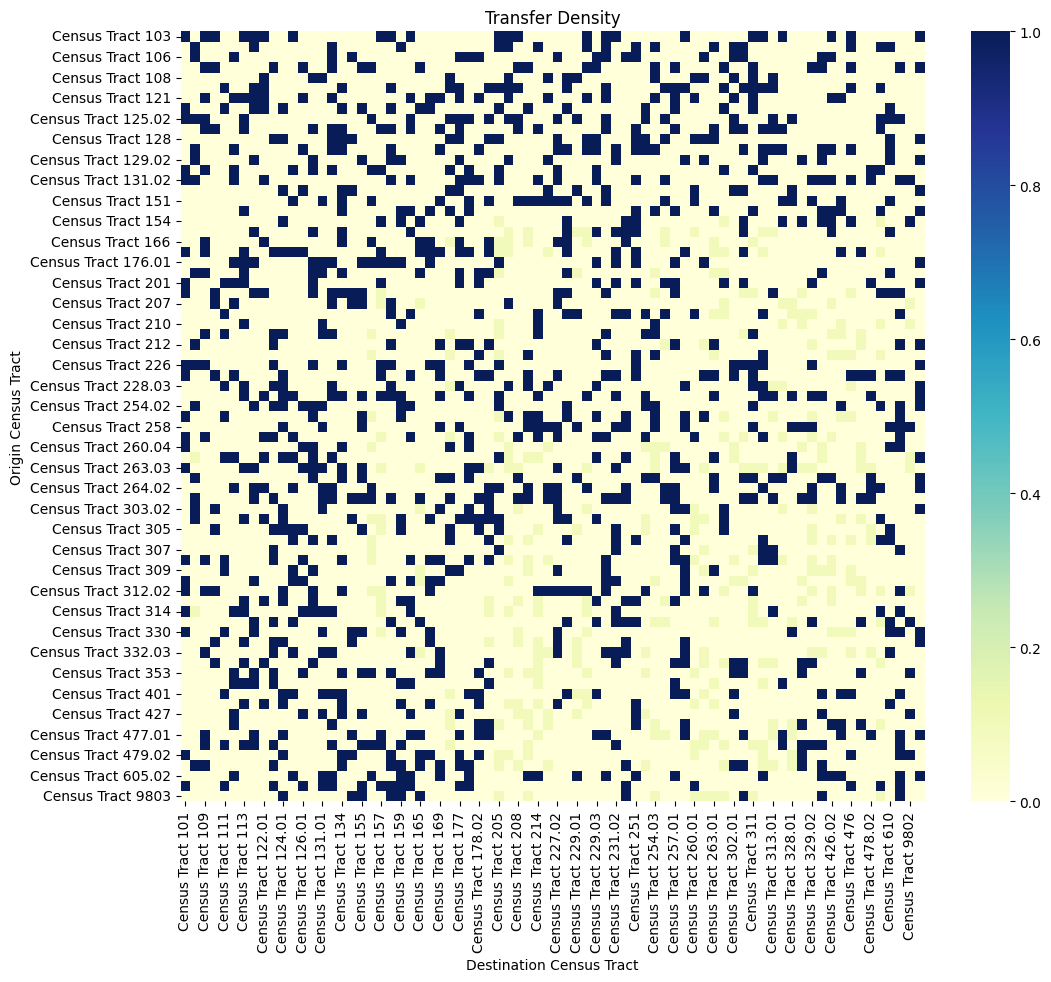 Transfer Density
Origin Census Tract
Census Tract 103
Census Tract 106
Census Tract 108
Census Tract 121
Census Tract 125.02
Census Tract 128
Census Tract 129.02
Census Tract 131.02
Census Tract 151
Census Tract 154
Census Tract 166
Census Tract 176.01
Census Tract 201
Census Tract 207
Census Tract 210
Census Tract 212
Census Tract 226
Census Tract 228.03
Census Tract 254.02
Census Tract 258
Census Tract 260.04
Census Tract 263.03
Census Tract 264.02
Census Tract 303.02
Census Tract 305
Census Tract 307
Census Tract 309
Census Tract 312.02
Census Tract 314
Census Tract 330
Census Tract 332.03
Census Tract 353
Census Tract 401
Census Tract 427
Census Tract 477.01
Census Tract 479.02
Census Tract 605.02
Census Tract 9803
Census Tract 101
Census Tract 109
Census Tract 111
Census Tract 113
Census Tract 122.01
Census Tract 124.01
Census Tract 126.01
Census Tract 131.01
Census Tract 134
Census Tract 155
Census Tract 157
Census Tract 159
Census Tract 165
Census Tract 169
Census Tract 177
Census Tract 178.02
Census Tract 205
Census Tract 208
Census Tract 214
Census Tract 227.02
Census Tract 229.01
Census Tract 229.03
Census Tract 231.02
Census Tract 251
Census Tract 254.03
Census Tract 257.01
Census Tract 260.01
Census Tract 263.01
Census Tract 302.01
Census Tract 311
Census Tract 313.01
Census Tract 328.01
Census Tract 329.02
Census Tract 426.02
Census Tract 476
Census Tract 478.02
Census Tract 610
Census Tract 9802
Destination Census Tract
1.0
0.8
0.6
0.4
0.2
0.0